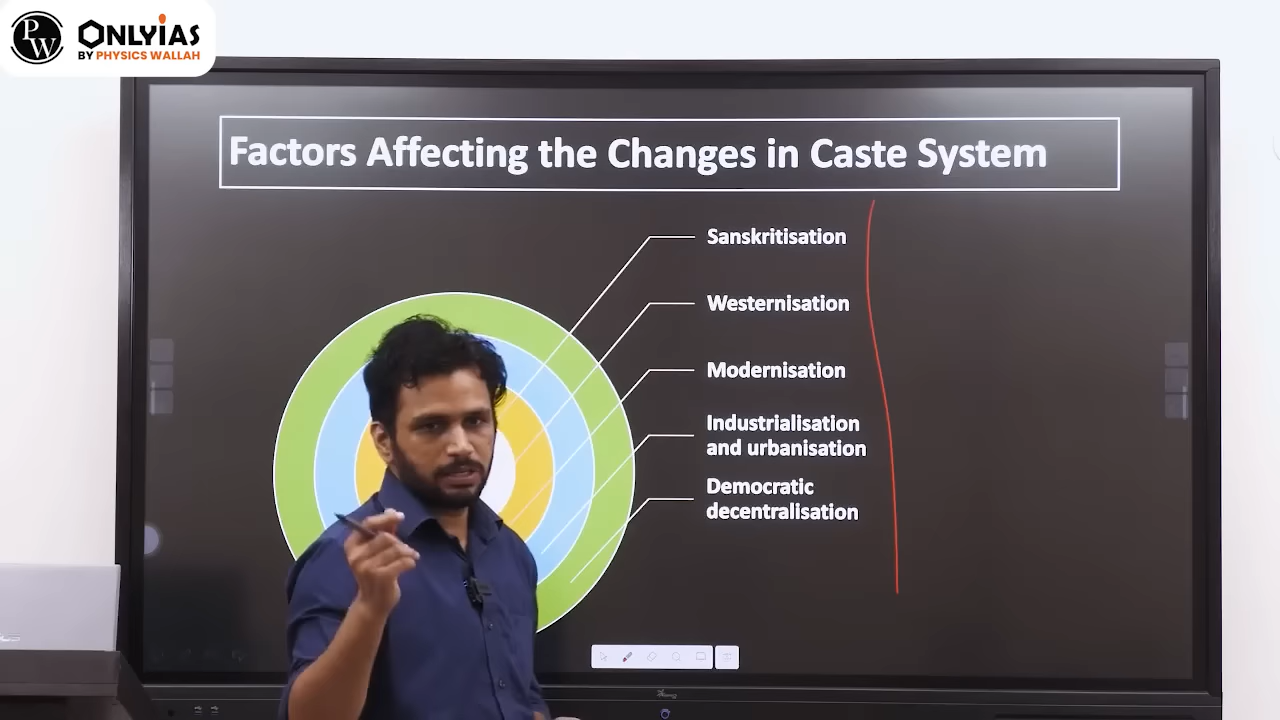 PW
ONLYIAS
BY PHYSICS WALLAH
Factors Affecting the Changes in Caste System
Sanskritisation
Westernisation
Modernisation
Industrialisation
and urbanisation
Democratic
decentralisation